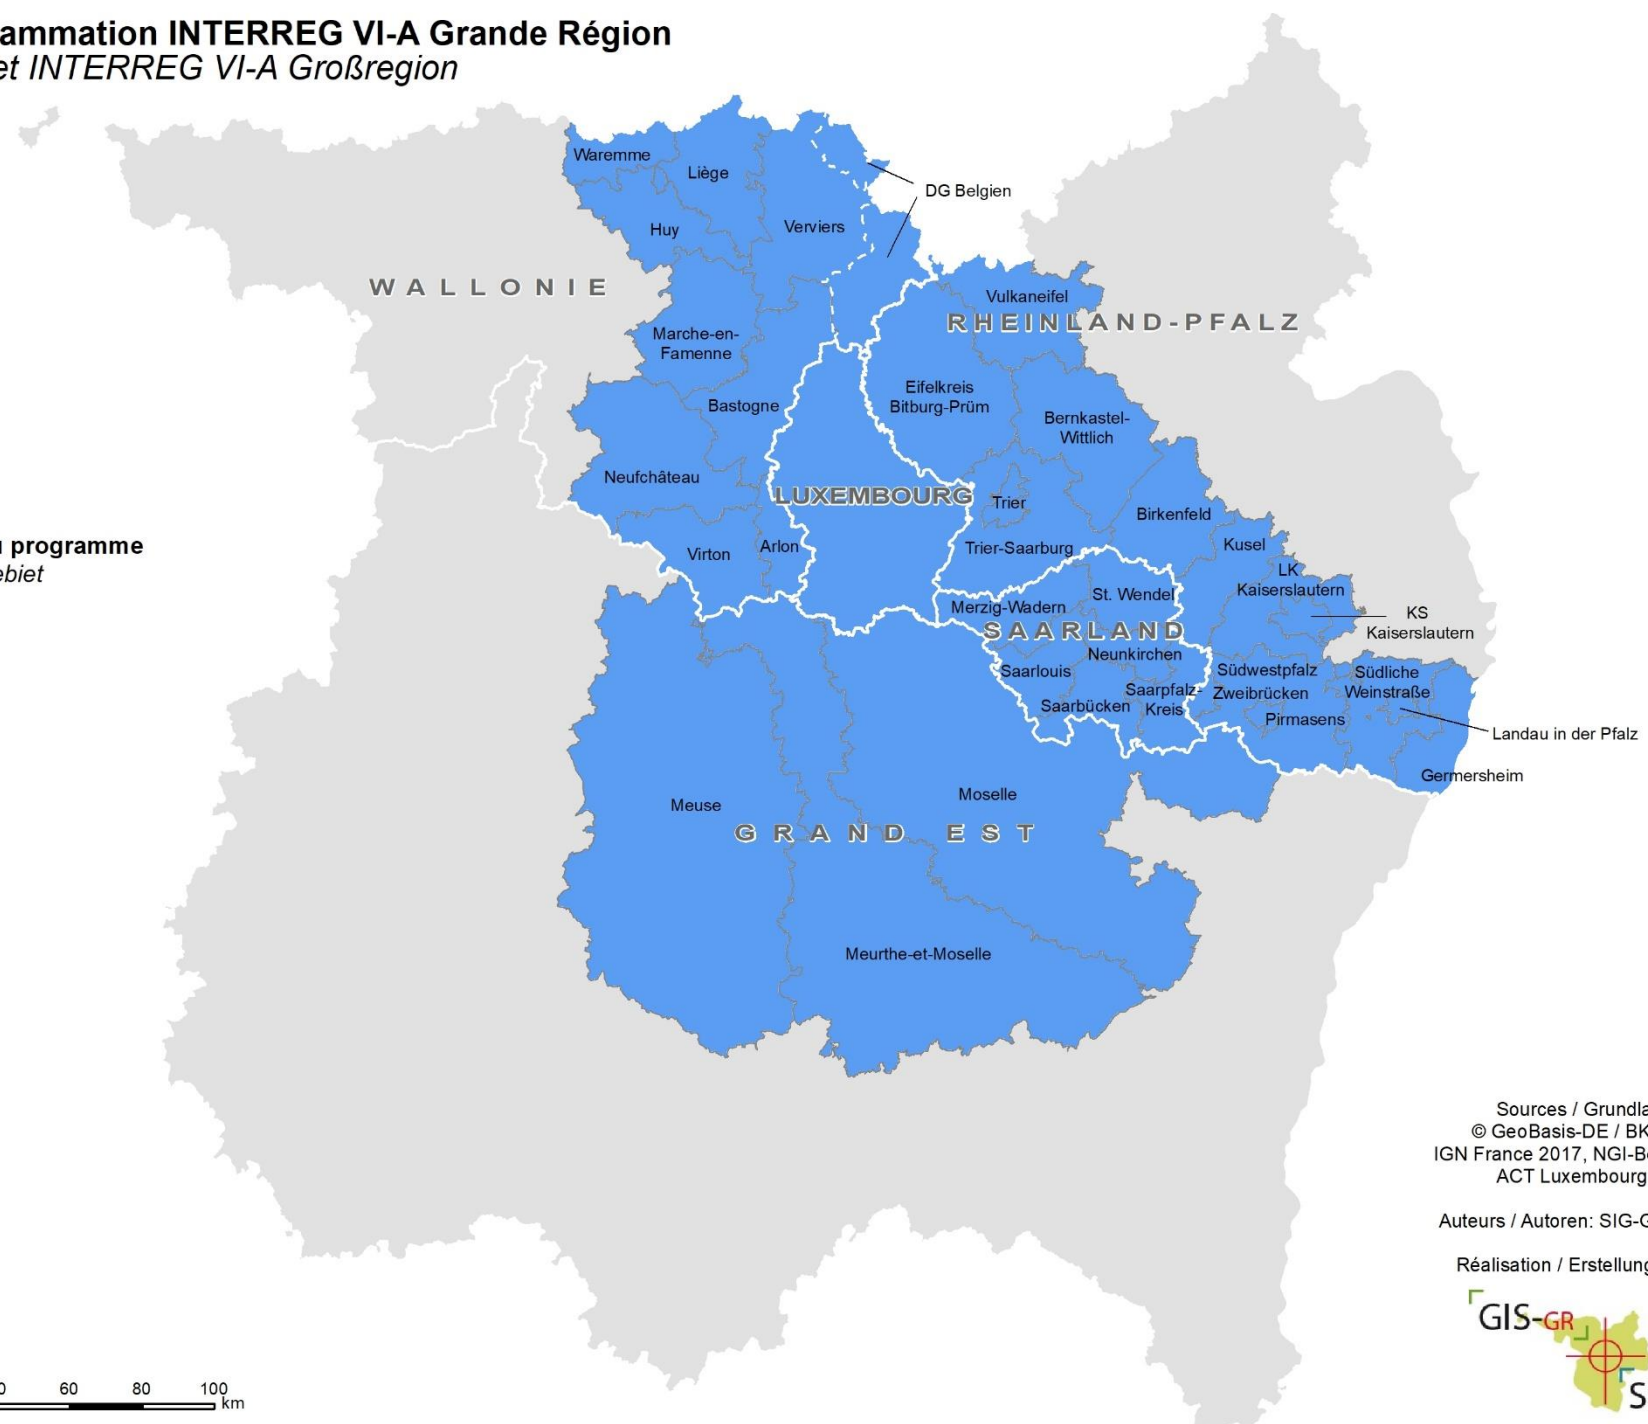 ammation INTERREG VI-A Grande Région
et INTERREG VI-A Großregion
Waremme
Liège
DG Belgien
Huy
Verviers
WALLONIE
Vulkaneifel
RHEINLAND-PFALZ
Marche-en-
Famenne
Eifelkreis
Bitburg-Prüm
Bastogne
Bernkastel-
Wittlich
Neufchâteau
LUXEMBOURG
Trier
Birkenfeld
programme
ebiet
Virton
Arlon
Trier-Saarburg
Kusel
LK
Kaiserslautern
St. Wendel
Merzig-Wadern
KS
Kaiserslautern
SAARLAND
Neunkirchen
Saarlouis
Südwestpfalz
Südliche
Weinstraße
Saarpfalz-
Kreis
Zweibrücken
Saarbücken
Pirmasens
Landau in der Pfalz
Germersheim
Moselle
Meuse
GRAND EST
Meurthe-et-Moselle
Sources / Grundla
© GeoBasis-DE / BK
IGN France 2017, NGI-Be
ACT Luxembourg
Auteurs / Autoren: SIG-G
Réalisation / Erstellung
GIS-GR
S
0 60 80 100
km